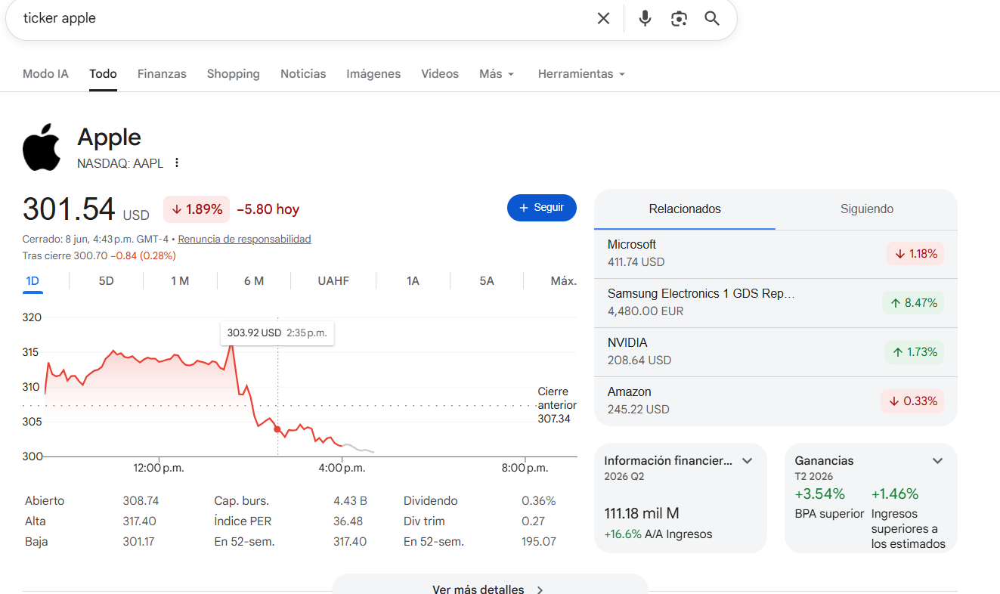 ticker apple
Modo IA Todo Finanzas Shopping Noticias Imágenes Videos Más Herramientas
Apple
NASDAQ: AAPL
301.54 USD 1.89% −5.80 hoy
+ Seguir
Cerrado: 8 jun, 4:43 p.m. GMT-4 • Renuncia de responsabilidad
Tras cierre 300.70 −0.84 (0.28%)
1D 5D 1 M 6 M UAHF 1A 5A Máx.
320
315
310
305
300
303.92 USD 2:35 p.m.
Cierre
anterior
307.34
12:00 p.m. 4:00 p.m. 8:00 p.m.
Abierto 308.74 Cap. burs. 4.43 B Dividendo 0.36%
Alta 317.40 Índice PER 36.48 Div trim 0.27
Baja 301.17 En 52-sem. 317.40 En 52-sem. 195.07
Relacionados Siguiendo
Microsoft
411.74 USD 1.18%
Samsung Electronics 1 GDS Rep…
4,480.00 EUR 8.47%
NVIDIA
208.64 USD 1.73%
Amazon
245.22 USD 0.33%
Información financier...
2026 Q2
111.18 mil M
+16.6% A/A Ingresos
Ganancias
T2 2026
+3.54% +1.46%
BPA superior Ingresos
superiores a
los estimados
Ver más detalles